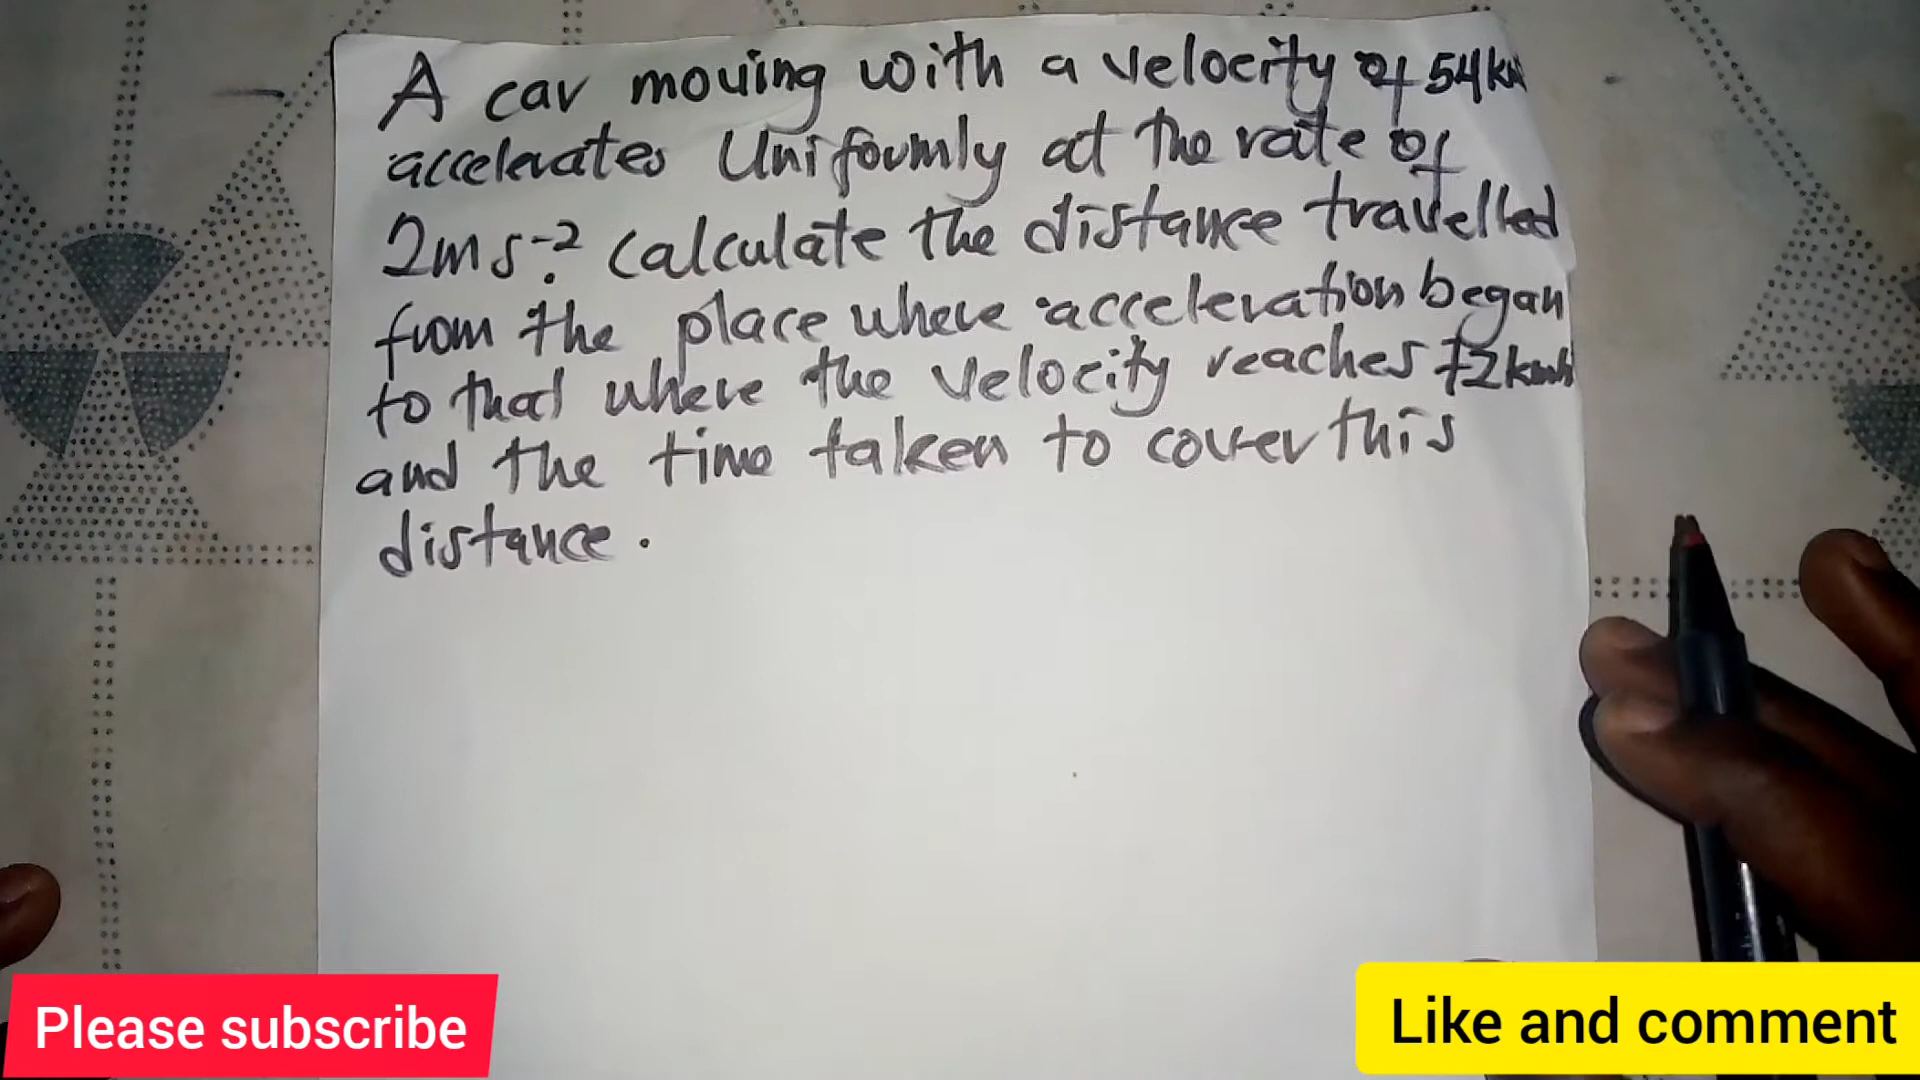 A car moving with a velocity of 54km
accelerates Uniformly at the rate of
2ms⁻². calculate the distance travelled
from the place where acceleration began
to that where the velocity reaches 72kmh
and the time taken to cover this
distance.
Please subscribe
Like and comment